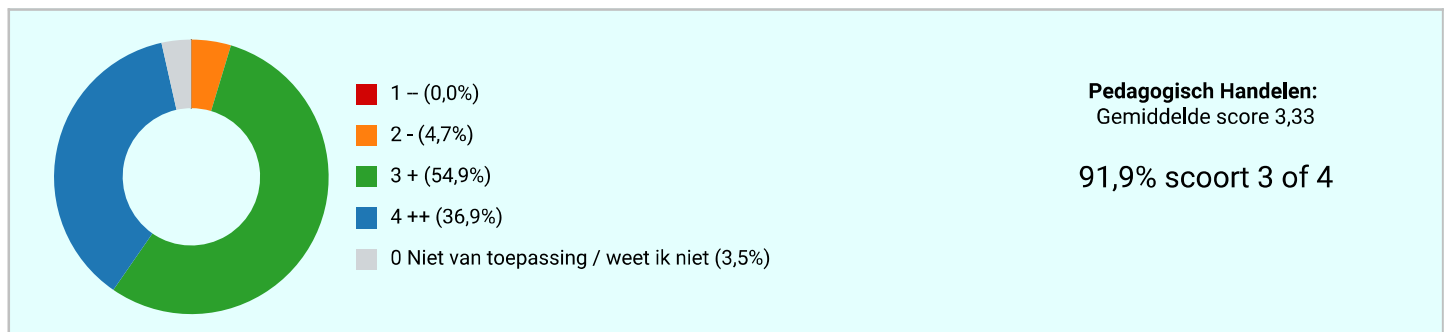 1 -- (0,0%)
2 - (4,7%)
3 + (54,9%)
4 ++ (36,9%)
0 Niet van toepassing / weet ik niet (3,5%)
Pedagogisch Handelen:
Gemiddelde score 3,33
91,9% scoort 3 of 4